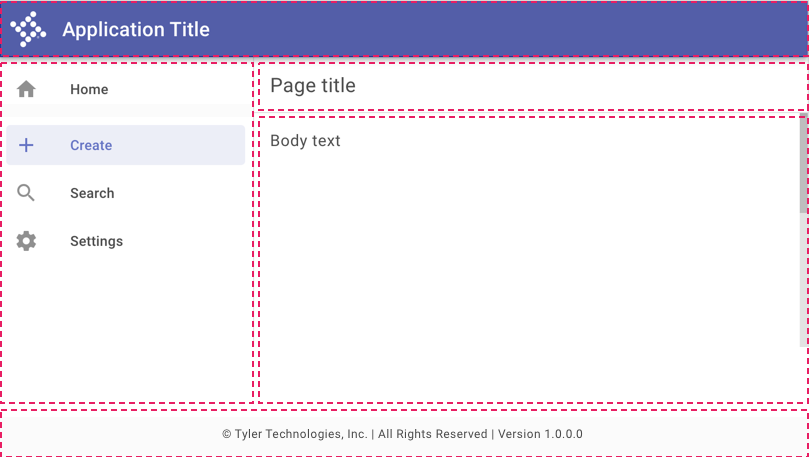 Application Title
Home
Create
Search
Settings
Page title
Body text
© Tyler Technologies, Inc. | All Rights Reserved | Version 1.0.0.0